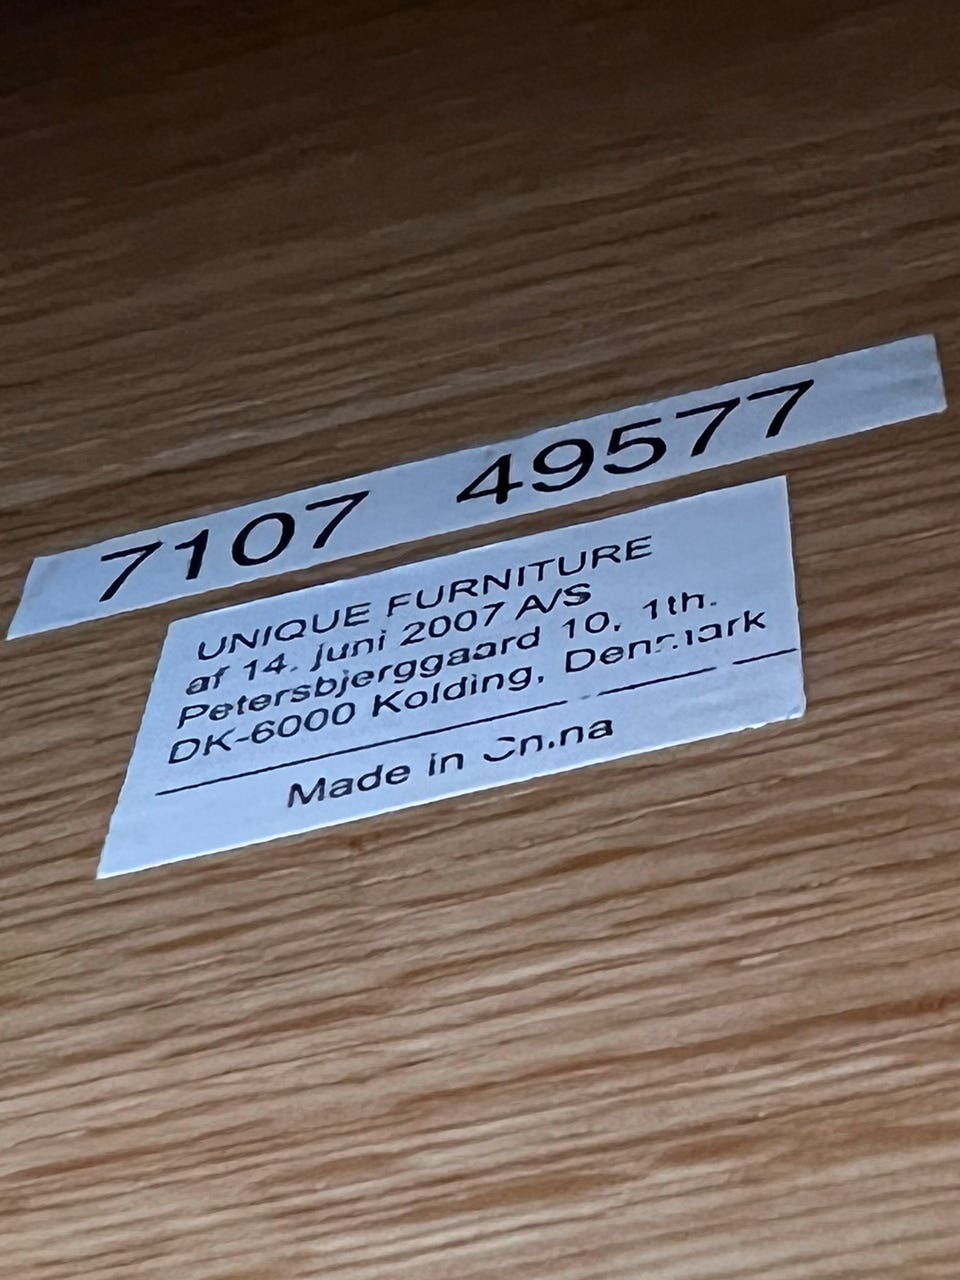 7107 49577
UNIQUE FURNITURE
af 14. juni 2007 A/S
Petersbjerggaard 10, 1th.
DK-6000 Kolding, Denmark
Made in China